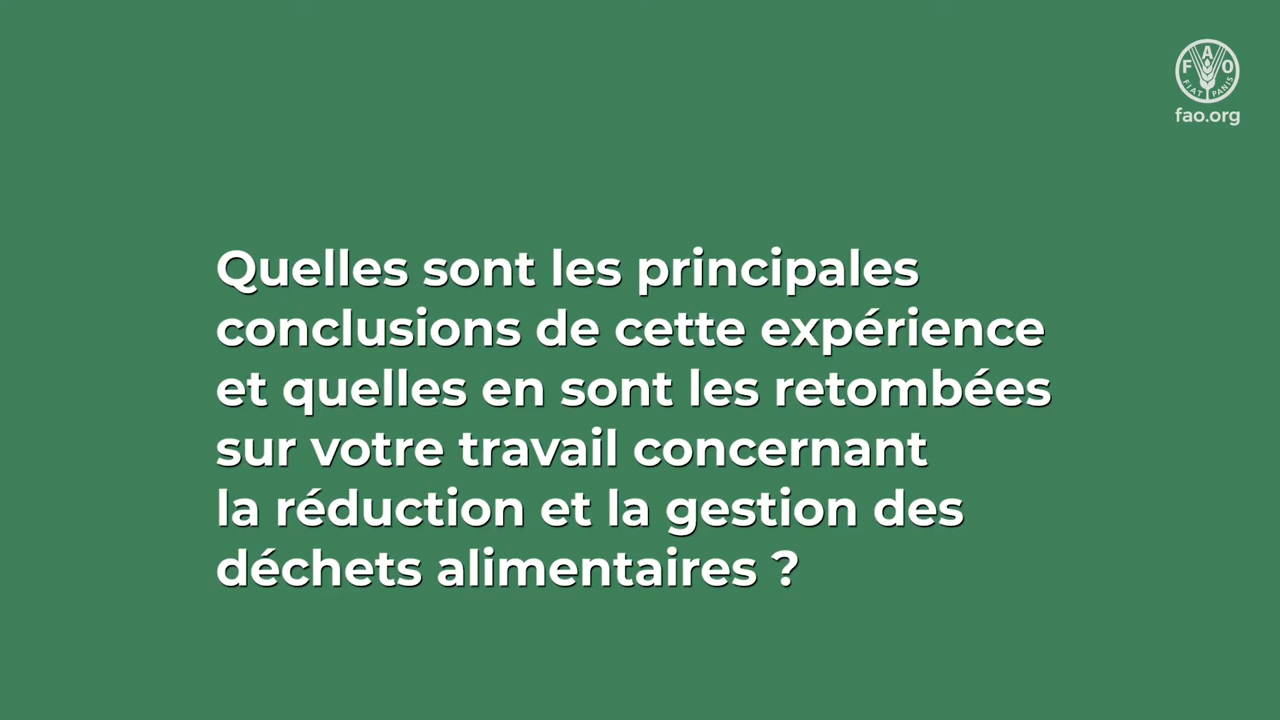 F A O
FIAT PANIS
fao.org
Quelles sont les principales
conclusions de cette expérience
et quelles en sont les retombées
sur votre travail concernant
la réduction et la gestion des
déchets alimentaires ?